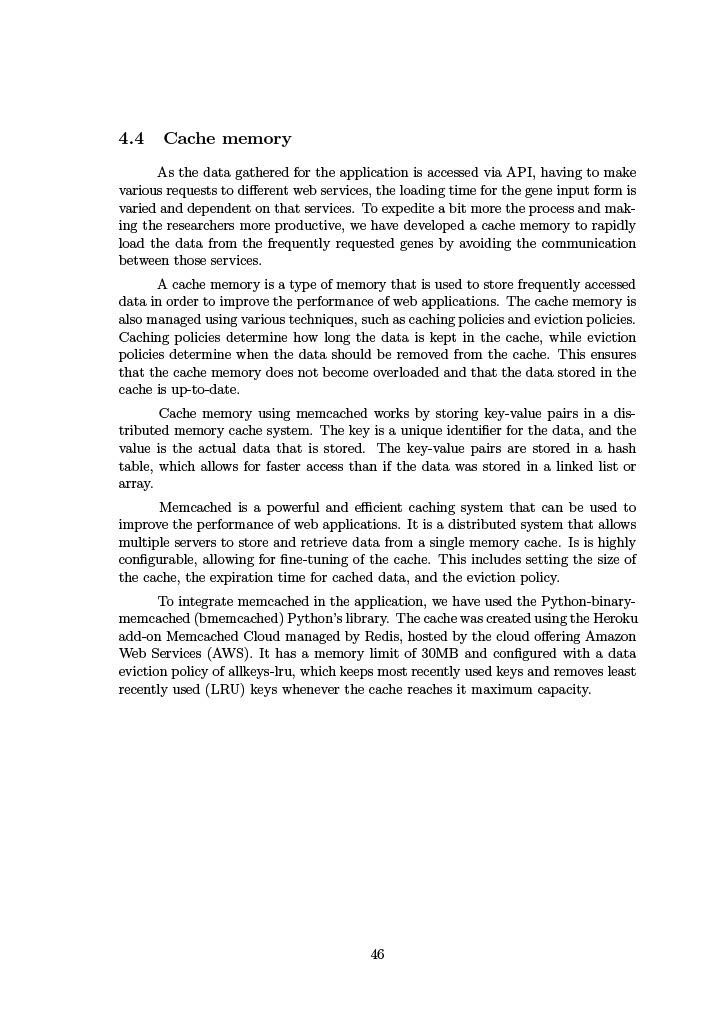 4.4 Cache memory
As the data gathered for the application is accessed via API, having to make
various requests to different web services, the loading time for the gene input form is
varied and dependent on that services. To expedite a bit more the process and mak-
ing the researchers more productive, we have developed a cache memory to rapidly
load the data from the frequently requested genes by avoiding the communication
between those services.
A cache memory is a type of memory that is used to store frequently accessed
data in order to improve the performance of web applications. The cache memory is
also managed using various techniques, such as caching policies and eviction policies.
Caching policies determine how long the data is kept in the cache, while eviction
policies determine when the data should be removed from the cache. This ensures
that the cache memory does not become overloaded and that the data stored in the
cache is up-to-date.
Cache memory using memcached works by storing key-value pairs in a dis-
tributed memory cache system. The key is a unique identifier for the data, and the
value is the actual data that is stored. The key-value pairs are stored in a hash
table, which allows for faster access than if the data was stored in a linked list or
array.
Memcached is a powerful and efficient caching system that can be used to
improve the performance of web applications. It is a distributed system that allows
multiple servers to store and retrieve data from a single memory cache. Is is highly
configurable, allowing for fine-tuning of the cache. This includes setting the size of
the cache, the expiration time for cached data, and the eviction policy.
To integrate memcached in the application, we have used the Python-binary-
memcached (bmemcached) Python's library. The cache was created using the Heroku
add-on Memcached Cloud managed by Redis, hosted by the cloud offering Amazon
Web Services (AWS). It has a memory limit of 30MB and configured with a data
eviction policy of allkeys-lru, which keeps most recently used keys and removes least
recently used (LRU) keys whenever the cache reaches it maximum capacity.
46